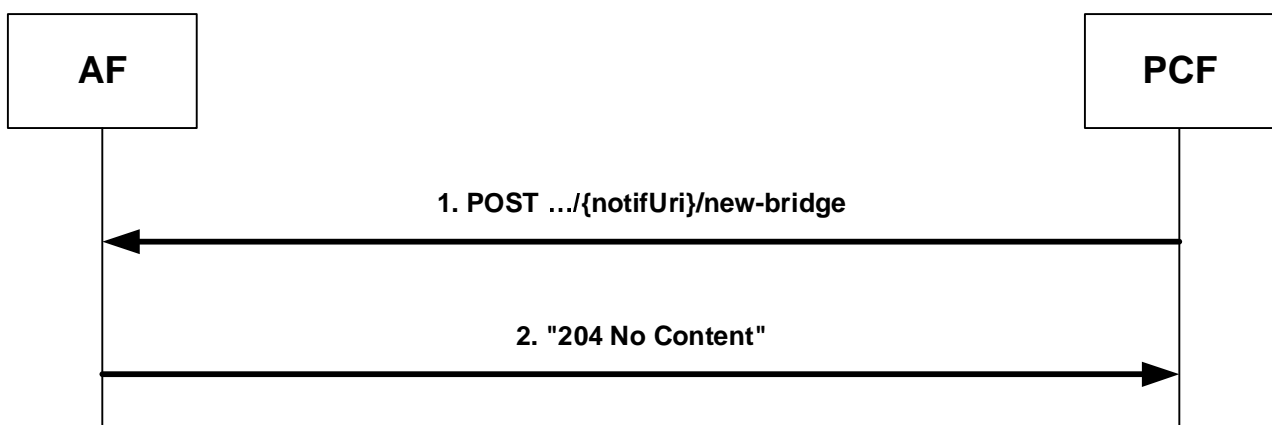 AF
PCF
1. POST …/{notifUri}/new-bridge
2. "204 No Content"